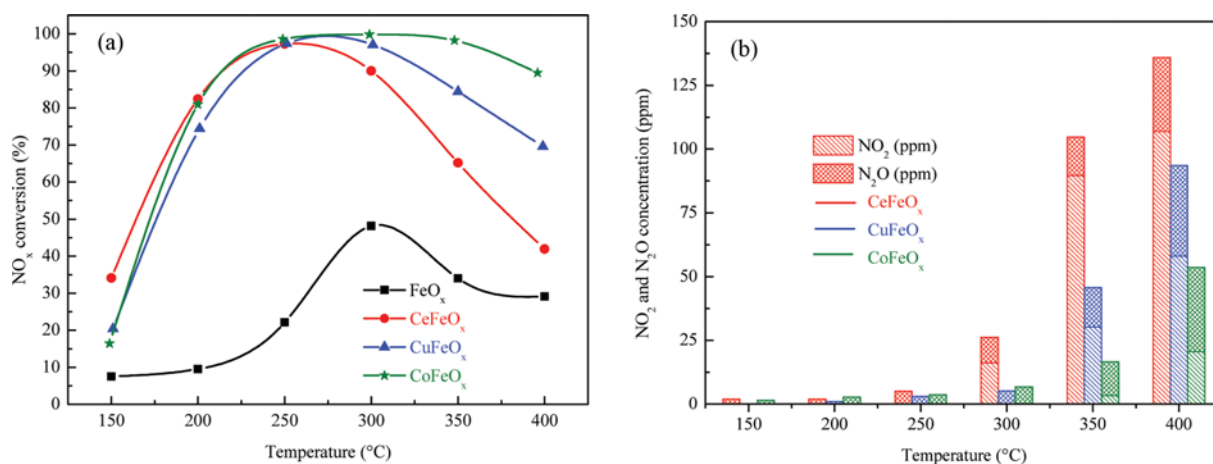 (a)
NOₓ conversion (%)
100
90
80
70
60
50
40
30
20
10
0
FeOₓ
CeFeOₓ
CuFeOₓ
CoFeOₓ
150 200 250 300 350 400
Temperature (°C)
(b)
NO₂ and N₂O concentration (ppm)
150
125
100
75
50
25
0
NO₂ (ppm)
N₂O (ppm)
CeFeOₓ
CuFeOₓ
CoFeOₓ
150 200 250 300 350 400
Temperature (°C)